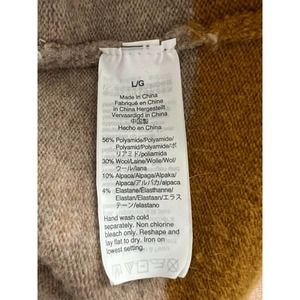 L/G
Made in China
Fabriqué en China
In China Hergestellt
Vervaardigd in China
中国製
Hecho en China
56% Polyamide/Polyamide/
Polyamid/Polyamide/ポ
リアミド/poliamida
30% Wool/Laine/Wolle/Wol/
ウール/lana
10% Alpaca/Alpaga/Alpaka/
Alpaca/アルパカ/alpaca
4% Elastane/Élasthanne/
Elastan/Elastaan/エラス
テーン/elastano
Hand wash cold
separately. Non chlorine
bleach only. Reshape and
lay flat to dry. Iron on
lowest setting.